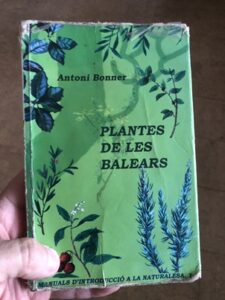 Antoni Bonner
PLANTES
DE LES
BALEARS
MANUALS D'INTRODUCCIÓ A LA NATURALESA, 1